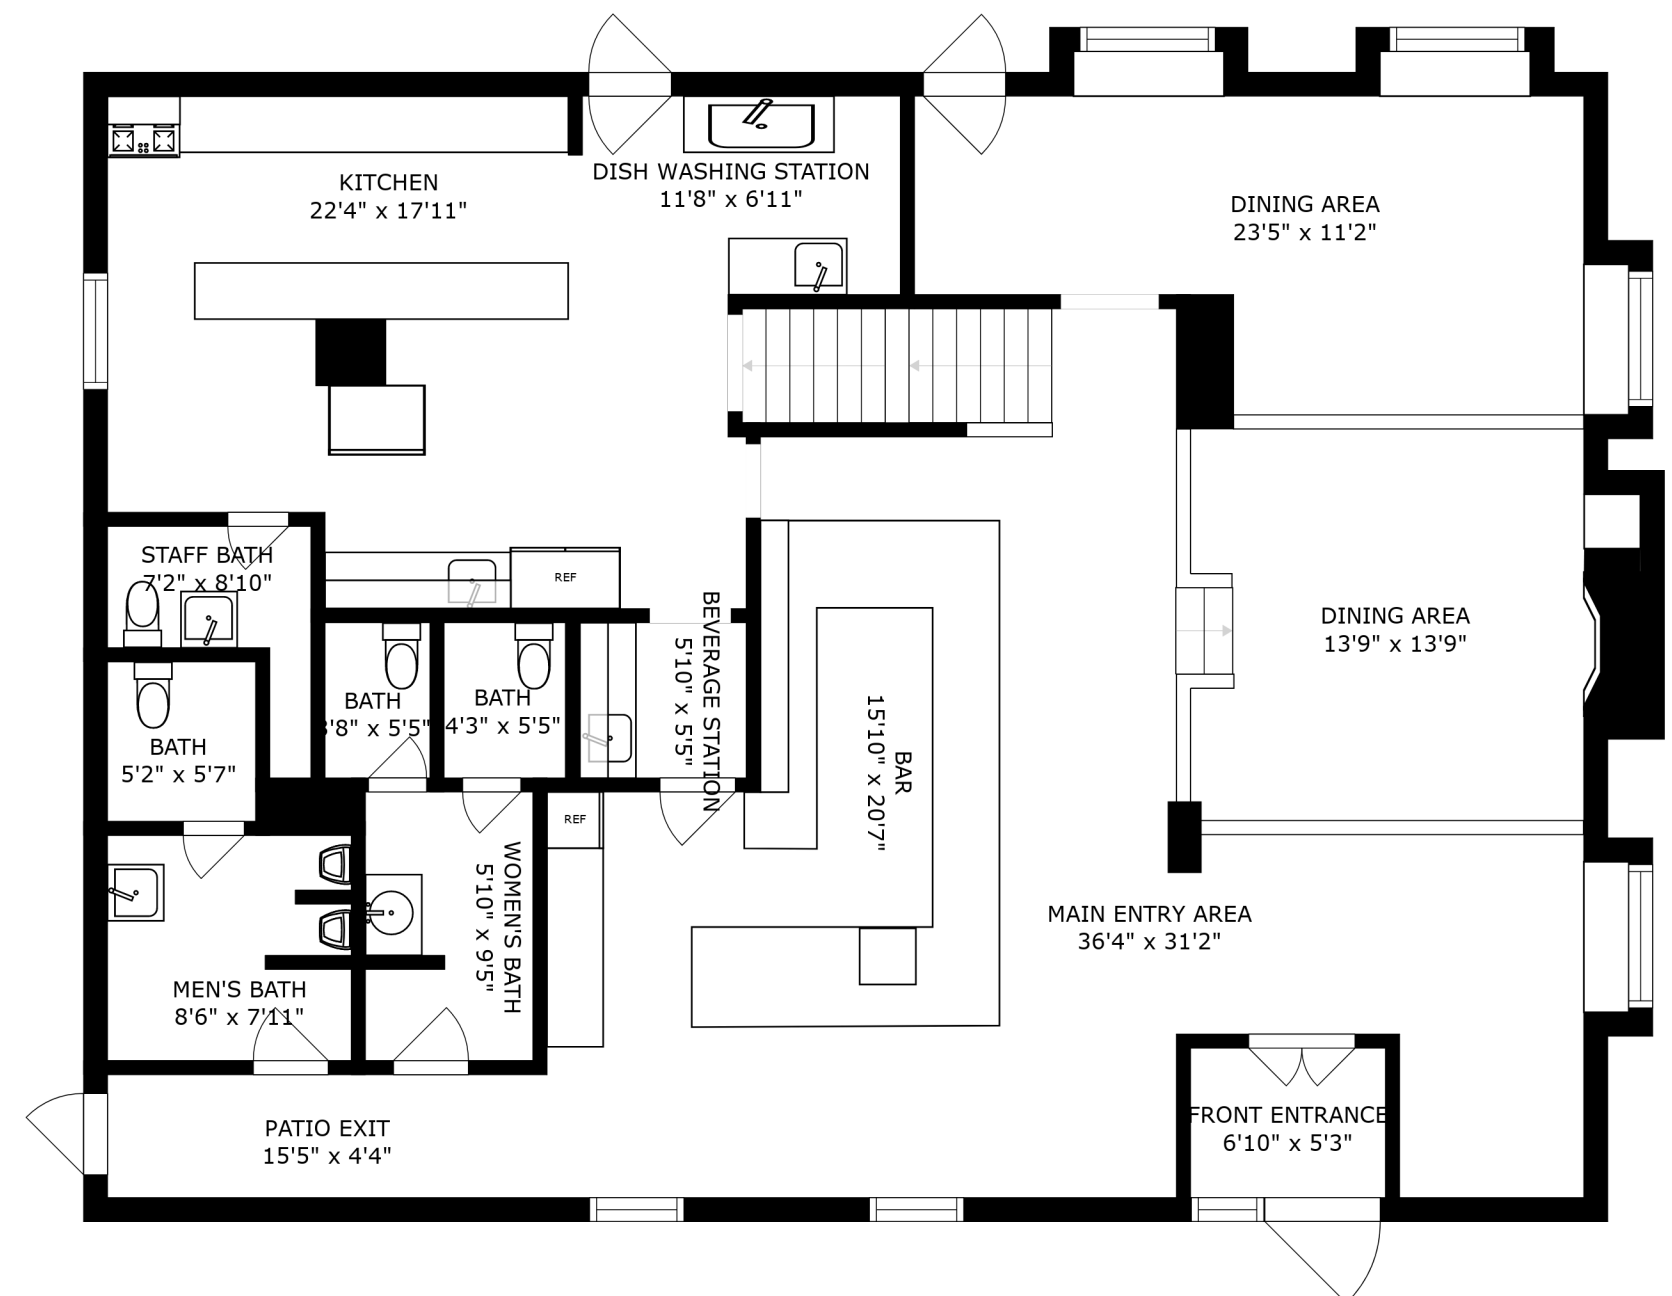 KITCHEN
22'4" x 17'11"
DISH WASHING STATION
11'8" x 6'11"
DINING AREA
23'5" x 11'2"
STAFF BATH
7'2" x 8'10"
REF
BEVERAGE STATION
5'10" x 5'5"
DINING AREA
13'9" x 13'9"
BATH
'8" x 5'5"
BATH
4'3" x 5'5"
BATH
5'2" x 5'7"
BAR
15'10" x 20'7"
REF
WOMEN'S BATH
5'10" x 9'5"
MAIN ENTRY AREA
36'4" x 31'2"
MEN'S BATH
8'6" x 7'11"
FRONT ENTRANCE
6'10" x 5'3"
PATIO EXIT
15'5" x 4'4"